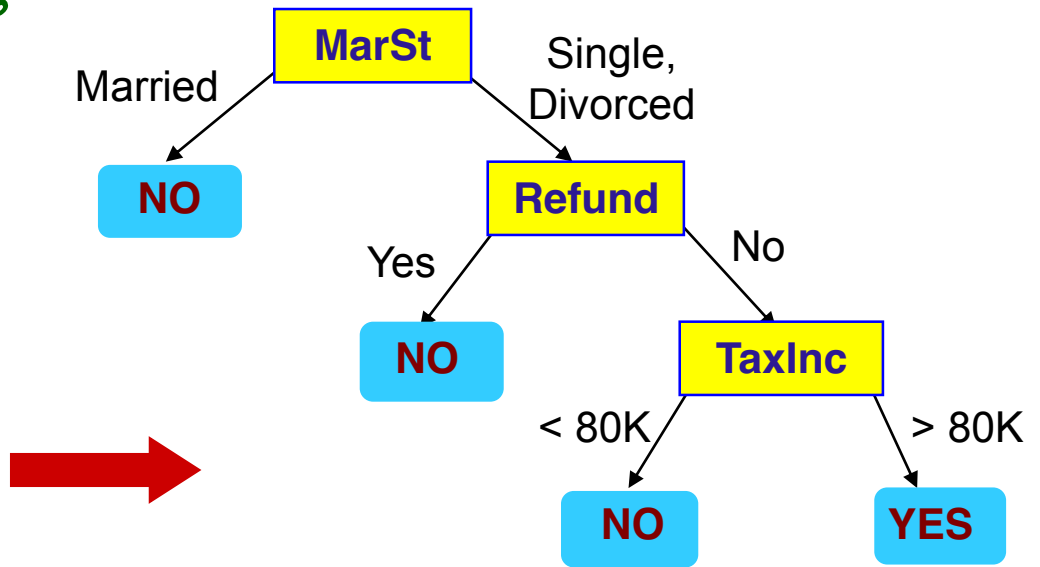 MarSt
Married
Single,
Divorced
NO
Refund
Yes
No
NO
TaxInc
< 80K
> 80K
NO
YES